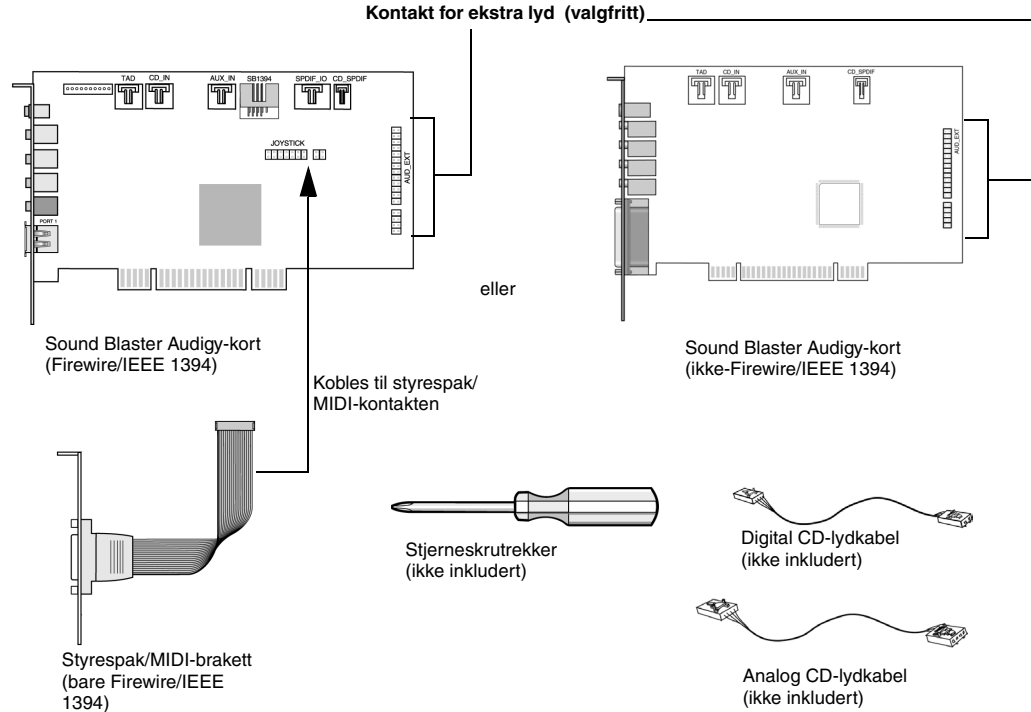 Kontakt for ekstra lyd (valgfritt)
TAD
CD_IN
AUX_IN
SB1394
SPDIF_IO
CD_SPDIF
JOYSTICK
AUD_EXT
PORT 1
TAD
CD_IN
AUX_IN
CD_SPDIF
AUD_EXT
eller
Sound Blaster Audigy-kort
(Firewire/IEEE 1394)
Sound Blaster Audigy-kort
(ikke-Firewire/IEEE 1394)
Kobles til styrespak/
MIDI-kontakten
Stjerneskrutrekker
(ikke inkludert)
Digital CD-lydkabel
(ikke inkludert)
Styrespak/MIDI-brakett
(bare Firewire/IEEE
1394)
Analog CD-lydkabel
(ikke inkludert)